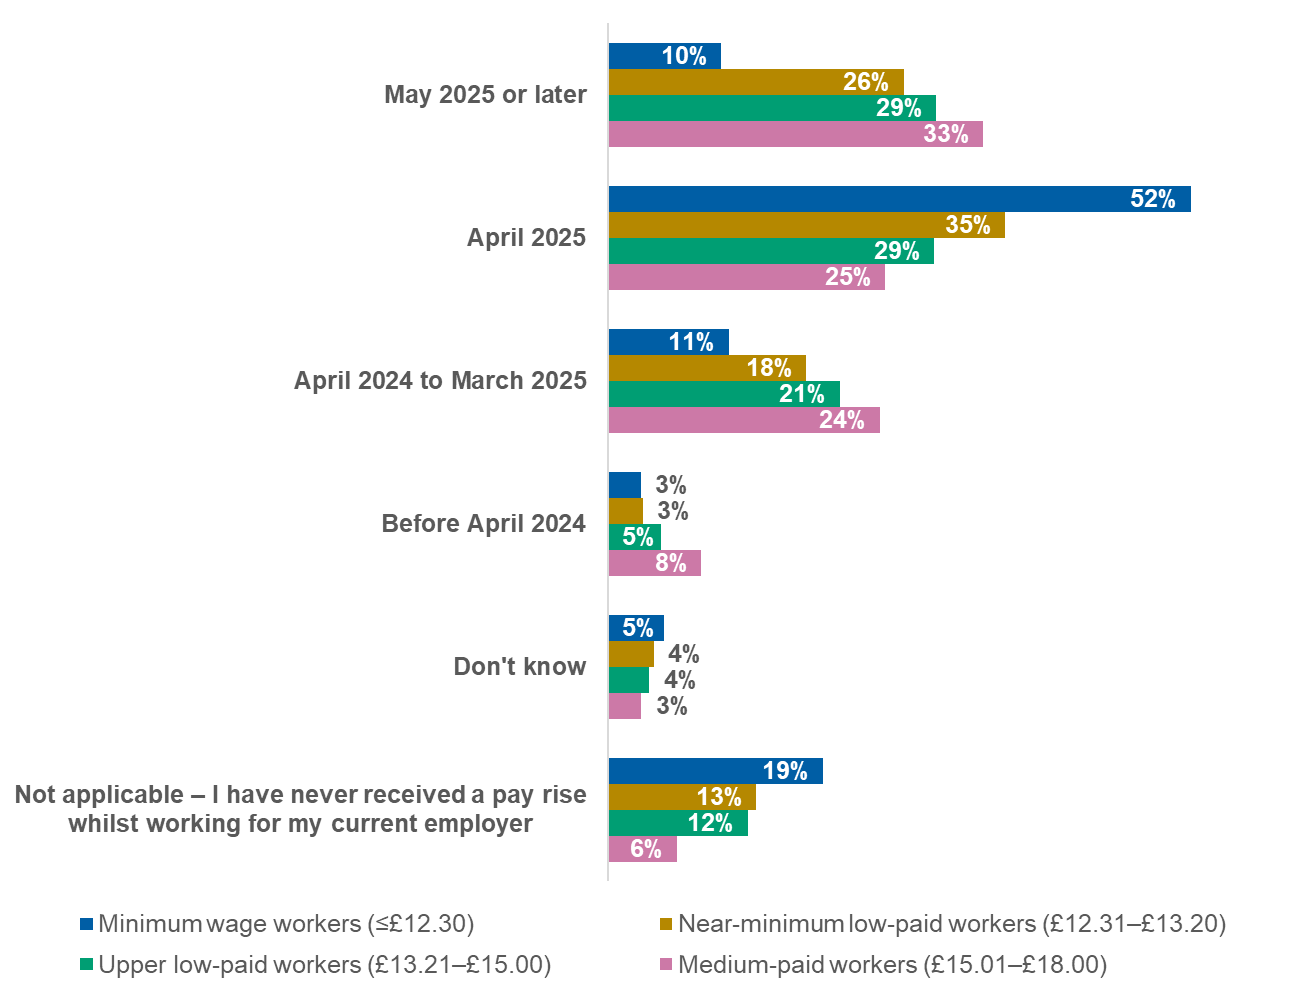 May 2025 or later
10%
26%
29%
33%
April 2025
52%
35%
29%
25%
April 2024 to March 2025
11%
18%
21%
24%
Before April 2024
3%
3%
5%
8%
Don't know
5%
4%
4%
3%
Not applicable – I have never received a pay rise
whilst working for my current employer
19%
13%
12%
6%
Minimum wage workers (≤£12.30)
Near-minimum low-paid workers (£12.31–£13.20)
Upper low-paid workers (£13.21–£15.00)
Medium-paid workers (£15.01–£18.00)